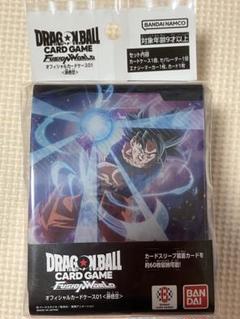 DRAGON BALL
CARD GAME
FUSION WORLD
オフィシャルカードケース01<孫悟空>
BANDAI NAMCO
対象年齢9才以上
セット内容
カードケース1個、セパレーター1個
エナジーマーカー1枚、カード1枚
DRAGON BALL
CARD GAME
FUSION WORLD
オフィシャルカードケース01<孫悟空>
カードスリーブ装着カードを
約60枚収納可能!
BAN
DAI